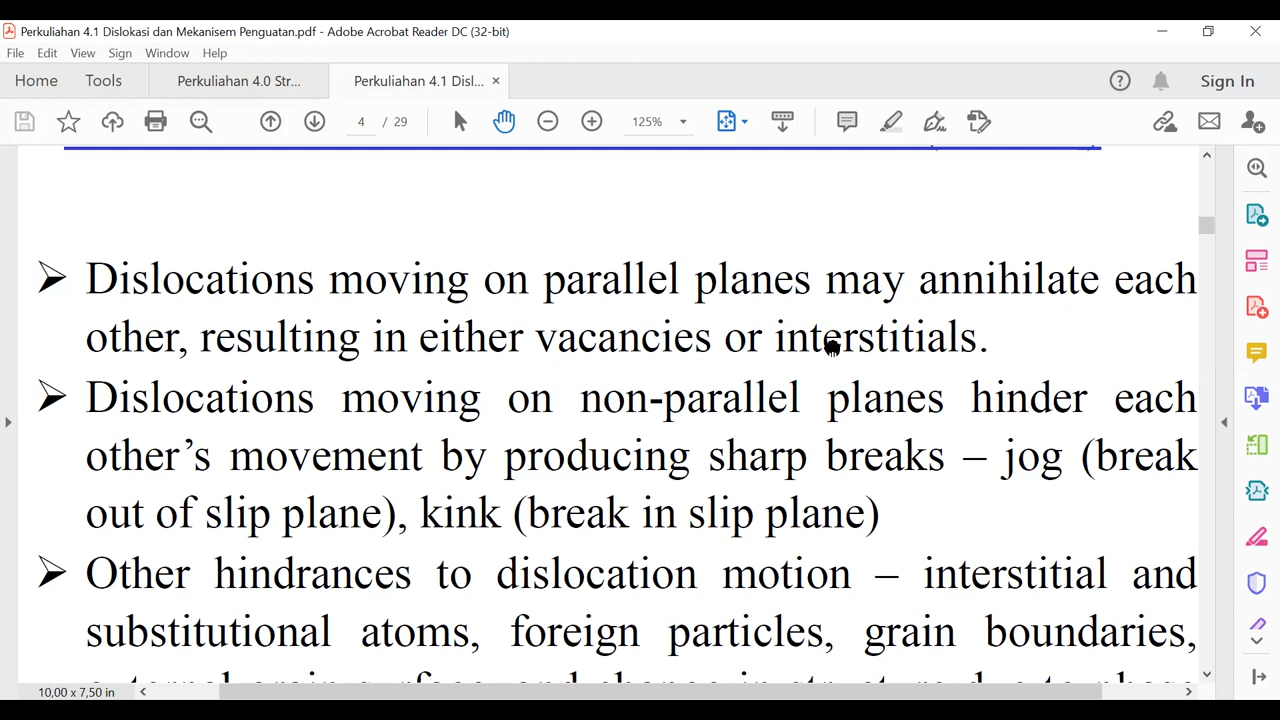 Perkuliahan 4.1 Dislokasi dan Mekanisem Penguatan.pdf - Adobe Acrobat Reader DC (32-bit)
File Edit View Sign Window Help
Home Tools Perkuliahan 4.0 Str... Perkuliahan 4.1 Disl... × Sign In
4 / 29 125%
➢ Dislocations moving on parallel planes may annihilate each
other, resulting in either vacancies or interstitials.
➢ Dislocations moving on non-parallel planes hinder each
other’s movement by producing sharp breaks – jog (break
out of slip plane), kink (break in slip plane)
➢ Other hindrances to dislocation motion – interstitial and
substitutional atoms, foreign particles, grain boundaries,
10,00 x 7,50 in